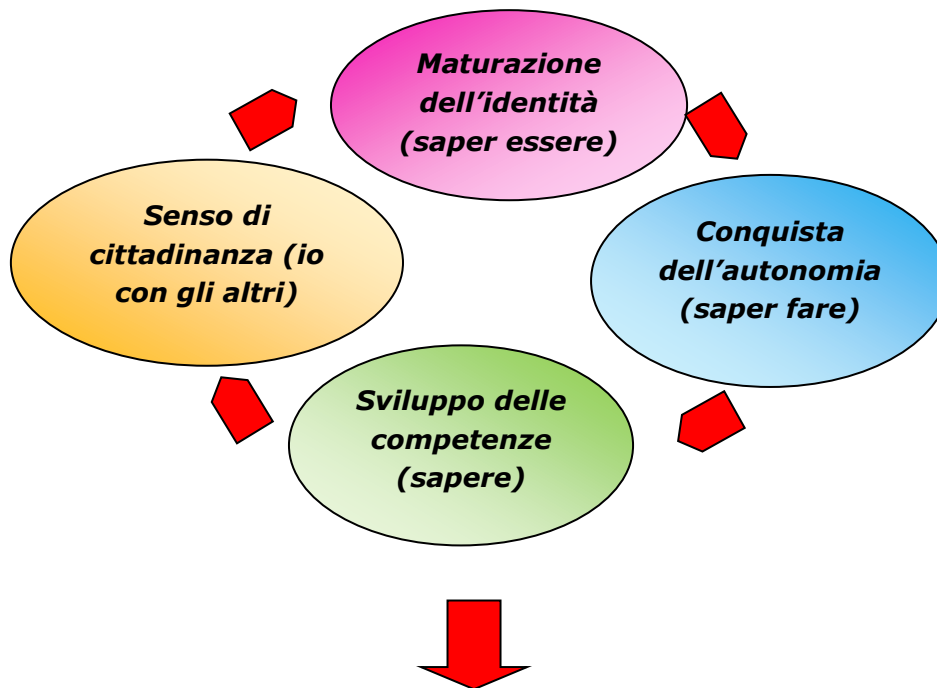 Maturazione
dell’identità
(saper essere)
Senso di
cittadinanza (io
con gli altri)
Conquista
dell’autonomia
(saper fare)
Sviluppo delle
competenze
(sapere)